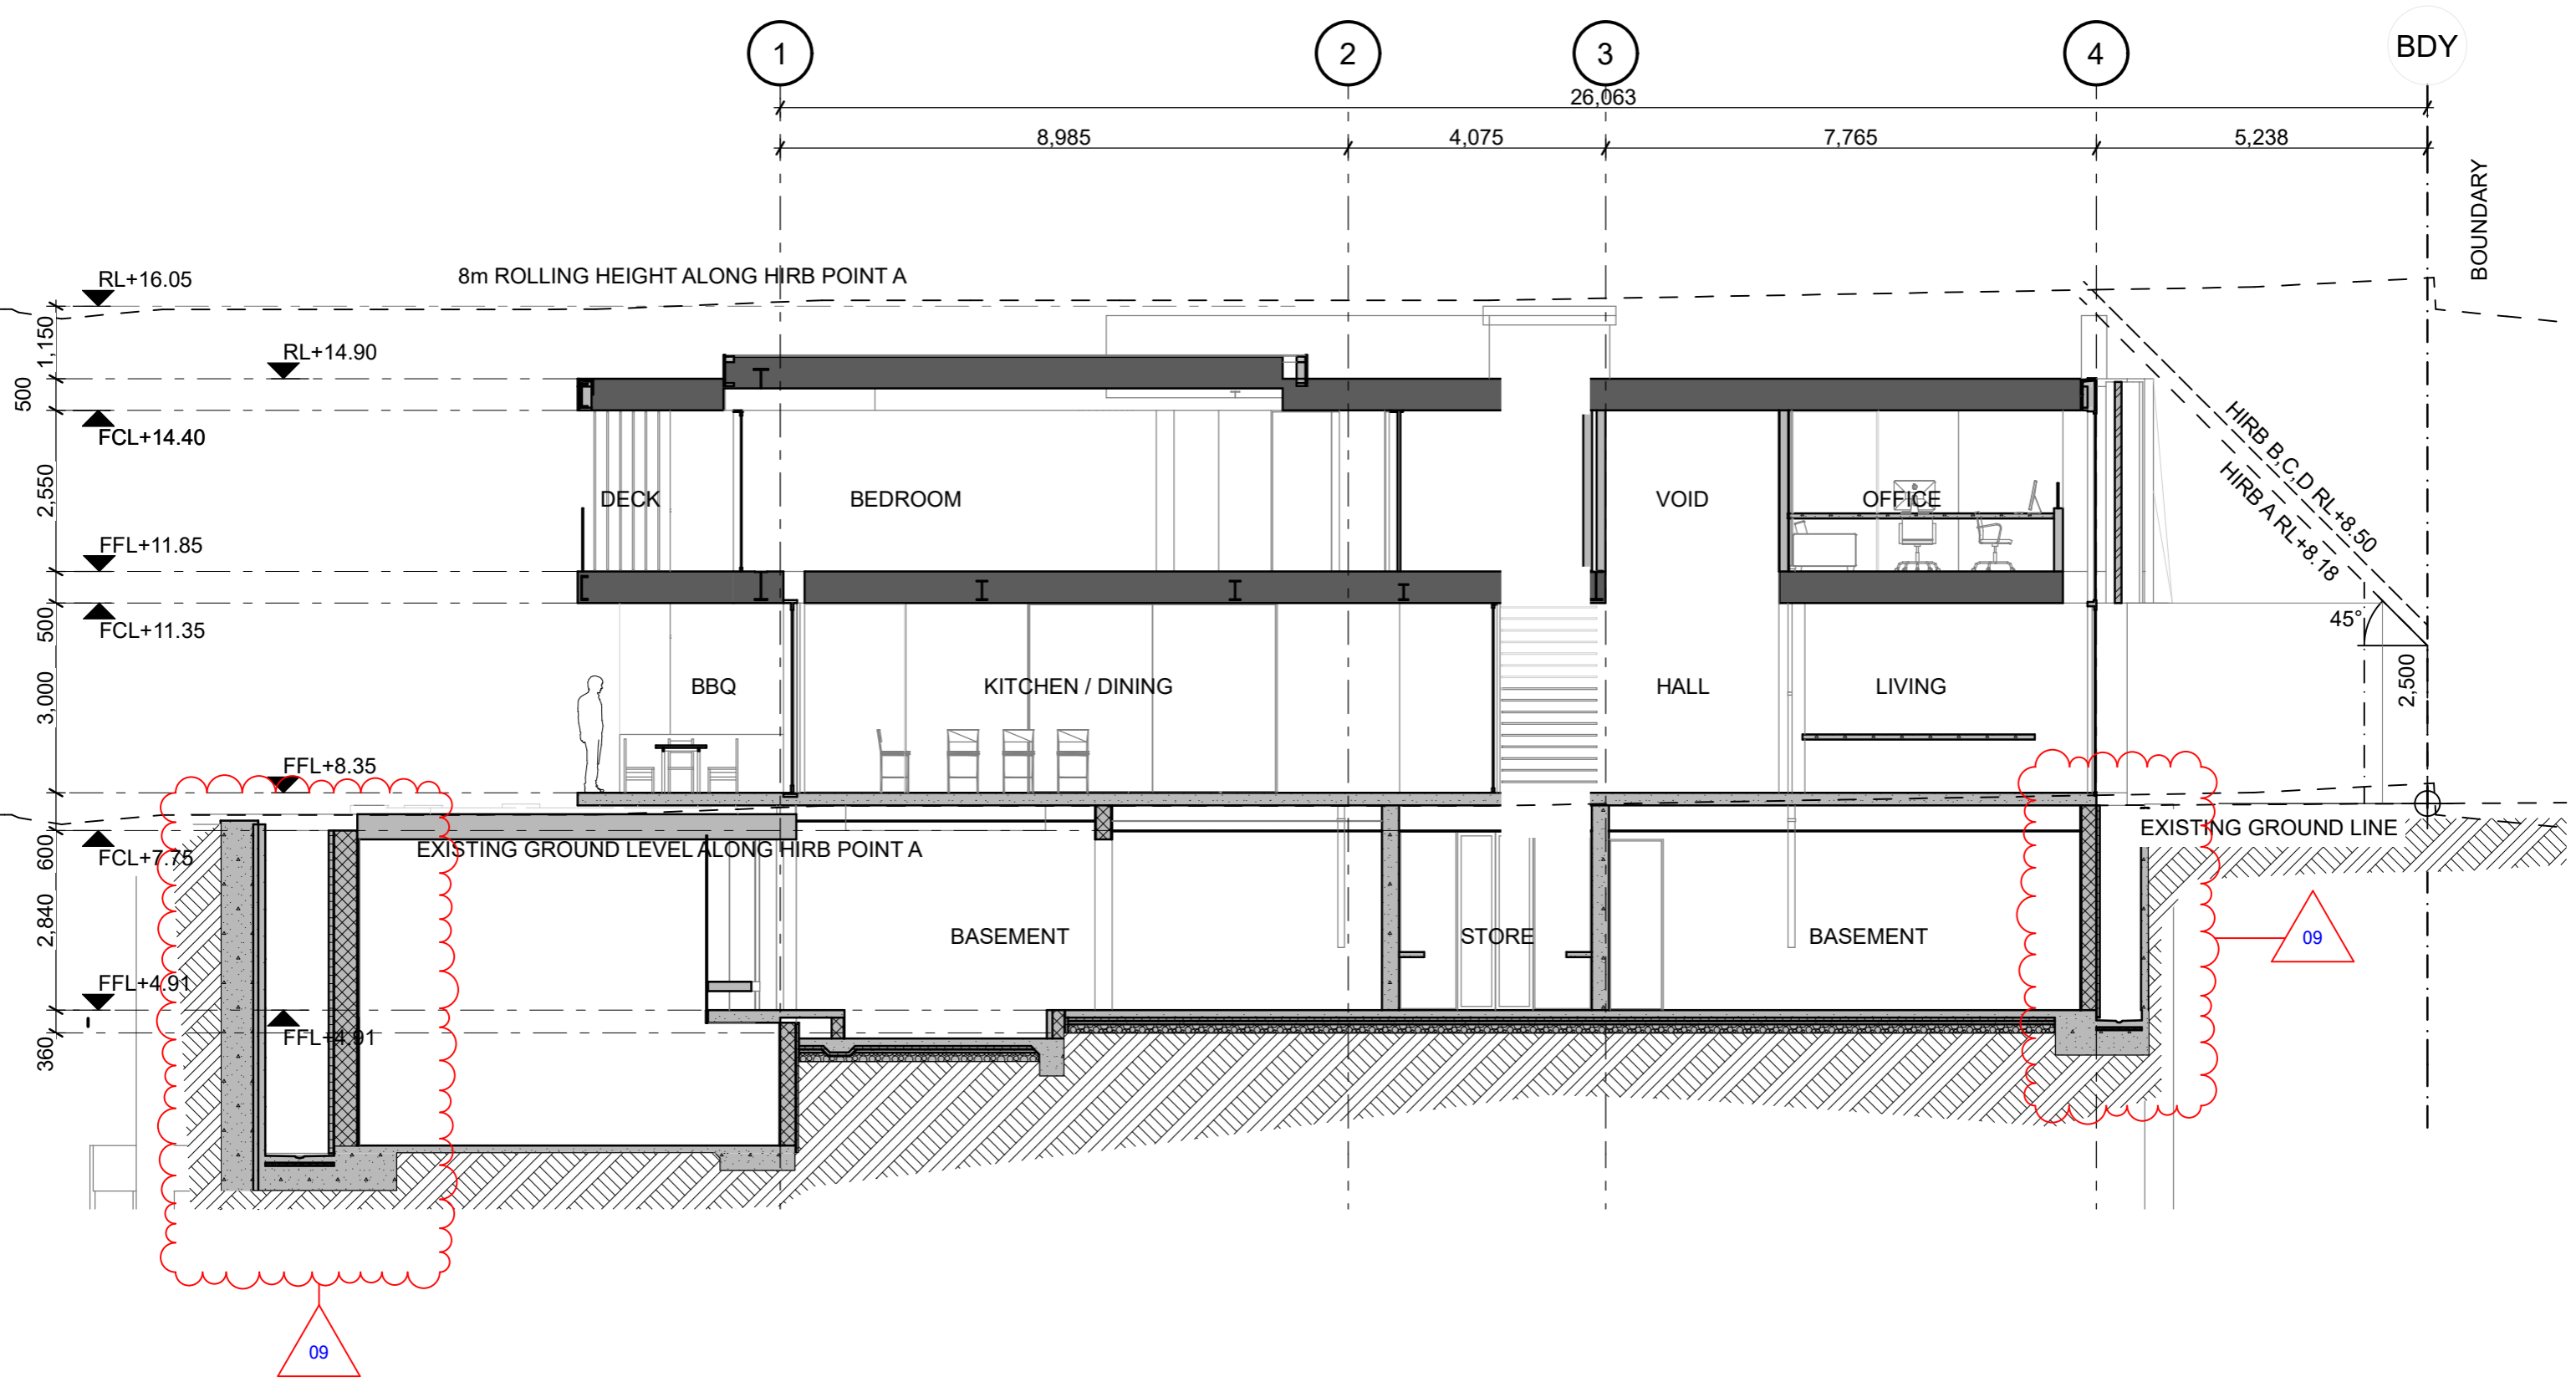 1
2
3
4
BDY
26,063
8,985
4,075
7,765
5,238
BOUNDARY
RL+16.05
8m ROLLING HEIGHT ALONG HIRB POINT A
1,150
RL+14.90
500
FCL+14.40
2,550
DECK
BEDROOM
VOID
OFFICE
HIRB B,C,D RL+8.50
HIRB A RL+8.18
FFL+11.85
500
FCL+11.35
45°
2,500
3,000
BBQ
KITCHEN / DINING
HALL
LIVING
FFL+8.35
600
FCL+7.75
EXISTING GROUND LEVEL ALONG HIRB POINT A
EXISTING GROUND LINE
2,840
BASEMENT
STORE
BASEMENT
09
FFL+4.91
FFL+4.91
360
09